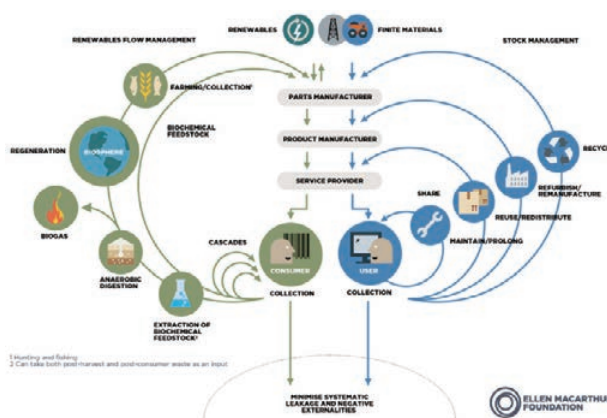 RENEWABLES
FINITE MATERIALS
RENEWABLES FLOW MANAGEMENT
STOCK MANAGEMENT
FARMING/COLLECTION¹
PARTS MANUFACTURER
BIOCHEMICAL
FEEDSTOCK
PRODUCT MANUFACTURER
REGENERATION
BIOSPHERE
RECYCLE
SERVICE PROVIDER
REFURBISH/
REMANUFACTURE
SHARE
REUSE/REDISTRIBUTE
BIOGAS
MAINTAIN/PROLONG
CASCADES
CONSUMER
USER
ANAEROBIC
DIGESTION
COLLECTION
COLLECTION
EXTRACTION OF
BIOCHEMICAL
FEEDSTOCK²
1 Hunting and fishing
2 Can take both post-harvest and post-consumer waste as an input
MINIMISE SYSTEMATIC
LEAKAGE AND NEGATIVE
EXTERNALITIES
ELLEN MACARTHUR
FOUNDATION